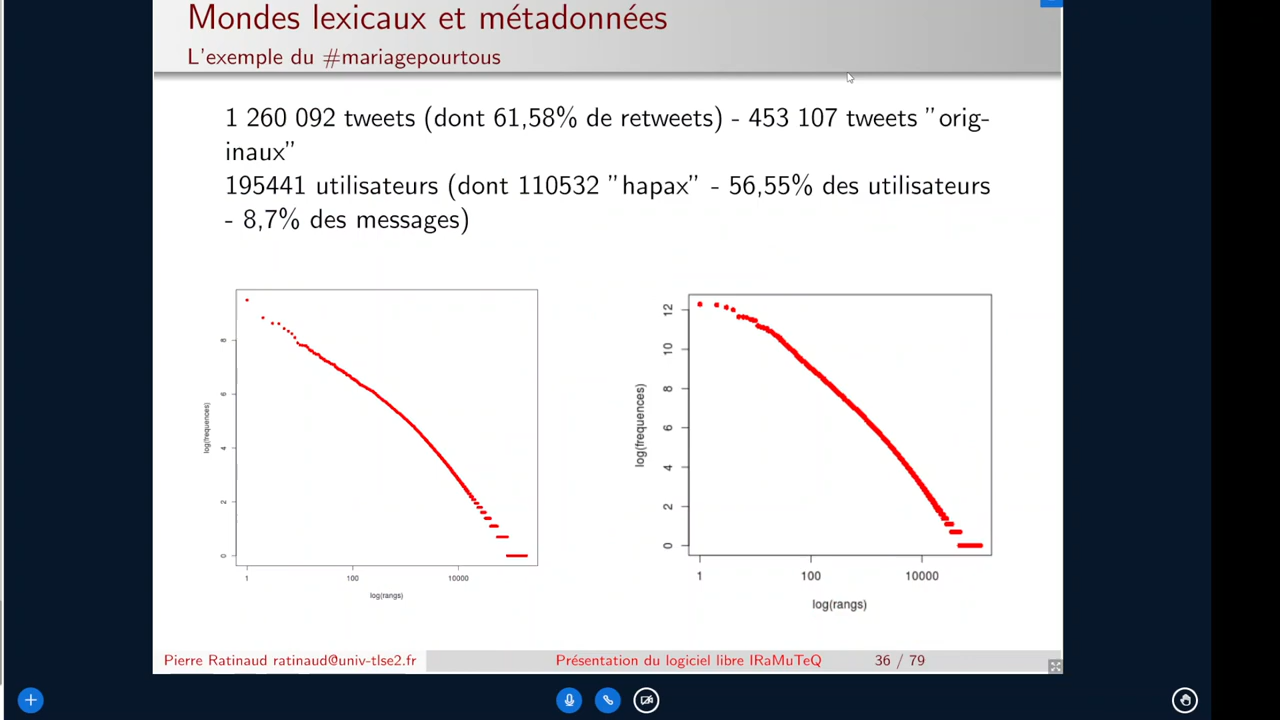 Mondes lexicaux et métadonnées
L'exemple du #mariagepourtous
1 260 092 tweets (dont 61,58% de retweets) - 453 107 tweets ”orig-
inaux”
195441 utilisateurs (dont 110532 ”hapax” - 56,55% des utilisateurs
- 8,7% des messages)
log(frequences)
8
6
4
2
0
1
100
10000
log(rangs)
log(frequences)
12
10
8
6
4
2
0
1
100
10000
log(rangs)
Pierre Ratinaud ratinaud@univ-tlse2.fr
Présentation du logiciel libre IRaMuTeQ
36 / 79